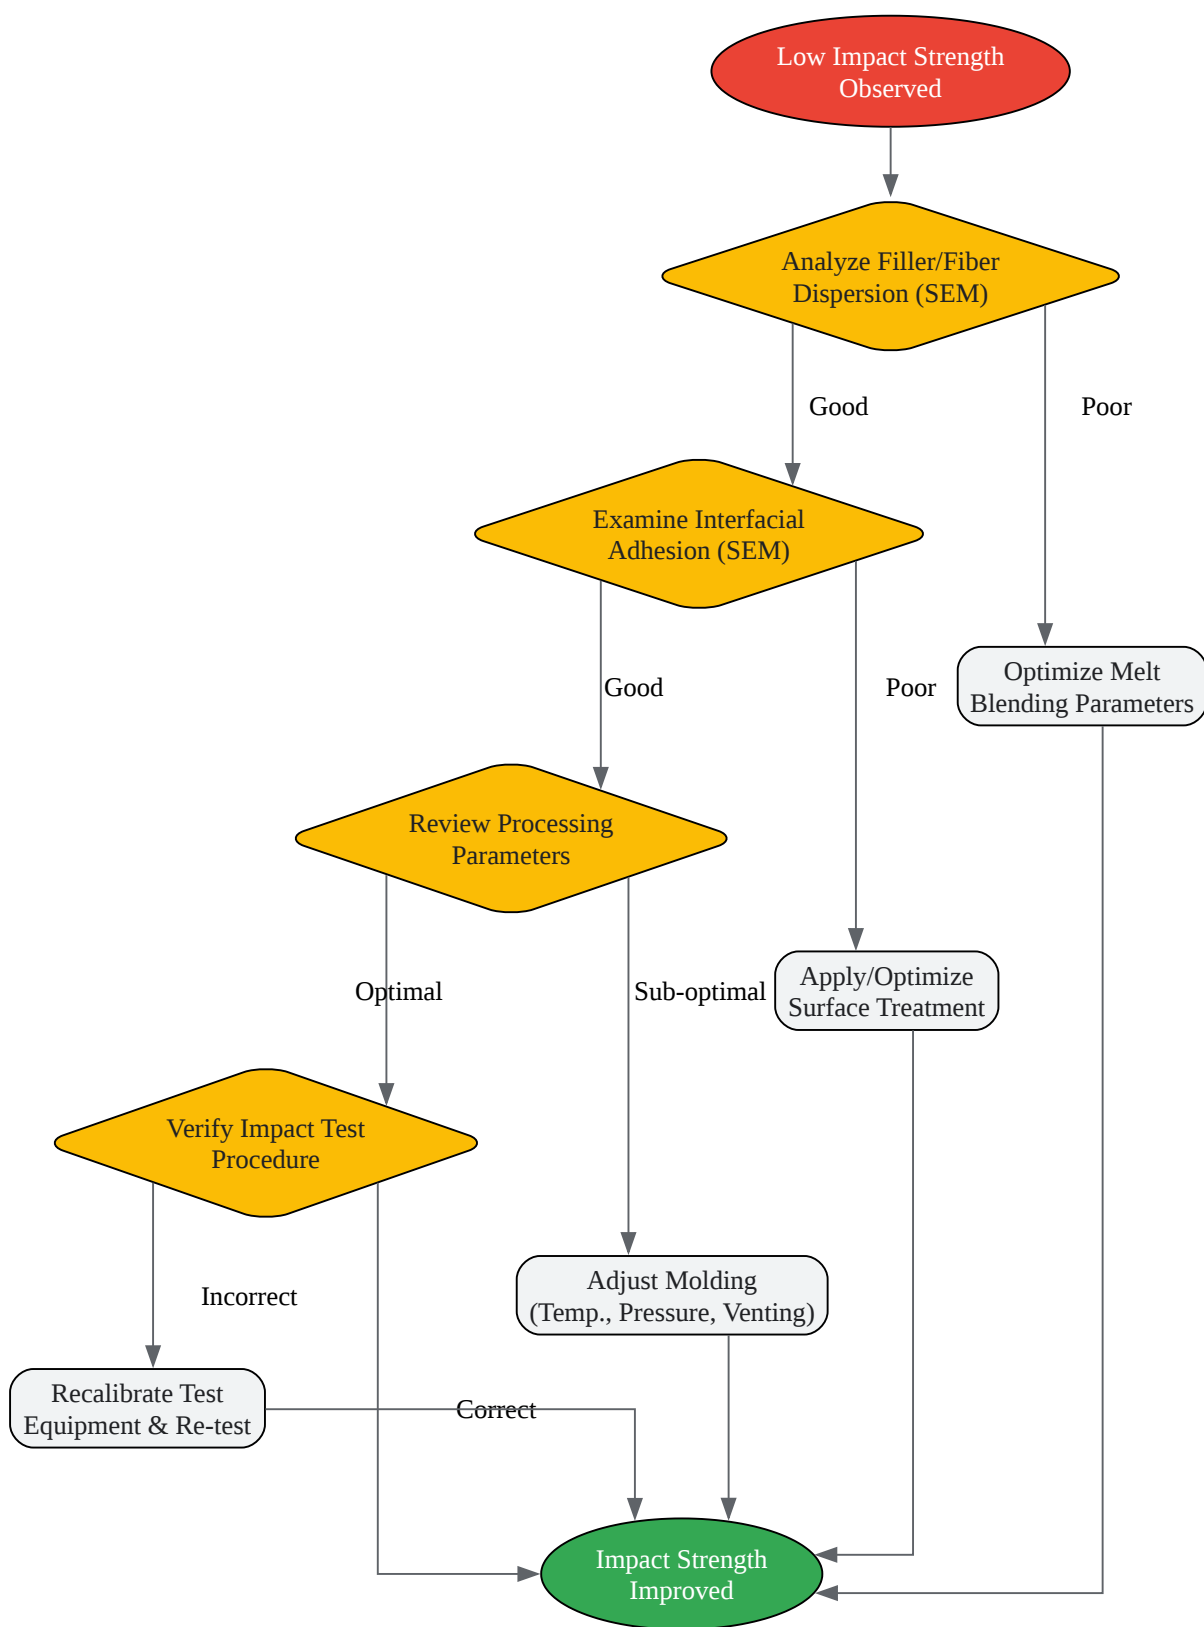 Low Impact Strength
Observed
Analyze Filler/Fiber
Dispersion (SEM)
Good
Poor
Examine Interfacial
Adhesion (SEM)
Good
Poor
Optimize Melt
Blending Parameters
Review Processing
Parameters
Optimal
Sub-optimal
Apply/Optimize
Surface Treatment
Verify Impact Test
Procedure
Incorrect
Adjust Molding
(Temp., Pressure, Venting)
Recalibrate Test
Equipment & Re-test
Correct
Impact Strength
Improved